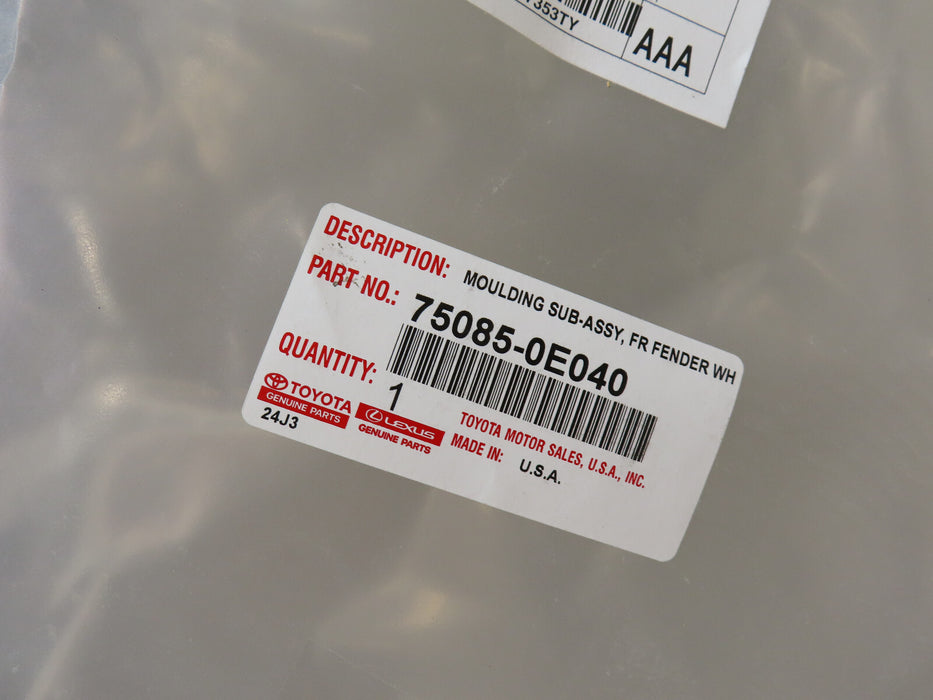 353TY
AAA
DESCRIPTION: MOULDING SUB-ASSY, FR FENDER WH
PART NO.: 75085-0E040
QUANTITY: 1
TOYOTA
GENUINE PARTS
LEXUS
GENUINE PARTS
24J3
TOYOTA MOTOR SALES, U.S.A., INC.
MADE IN: U.S.A.